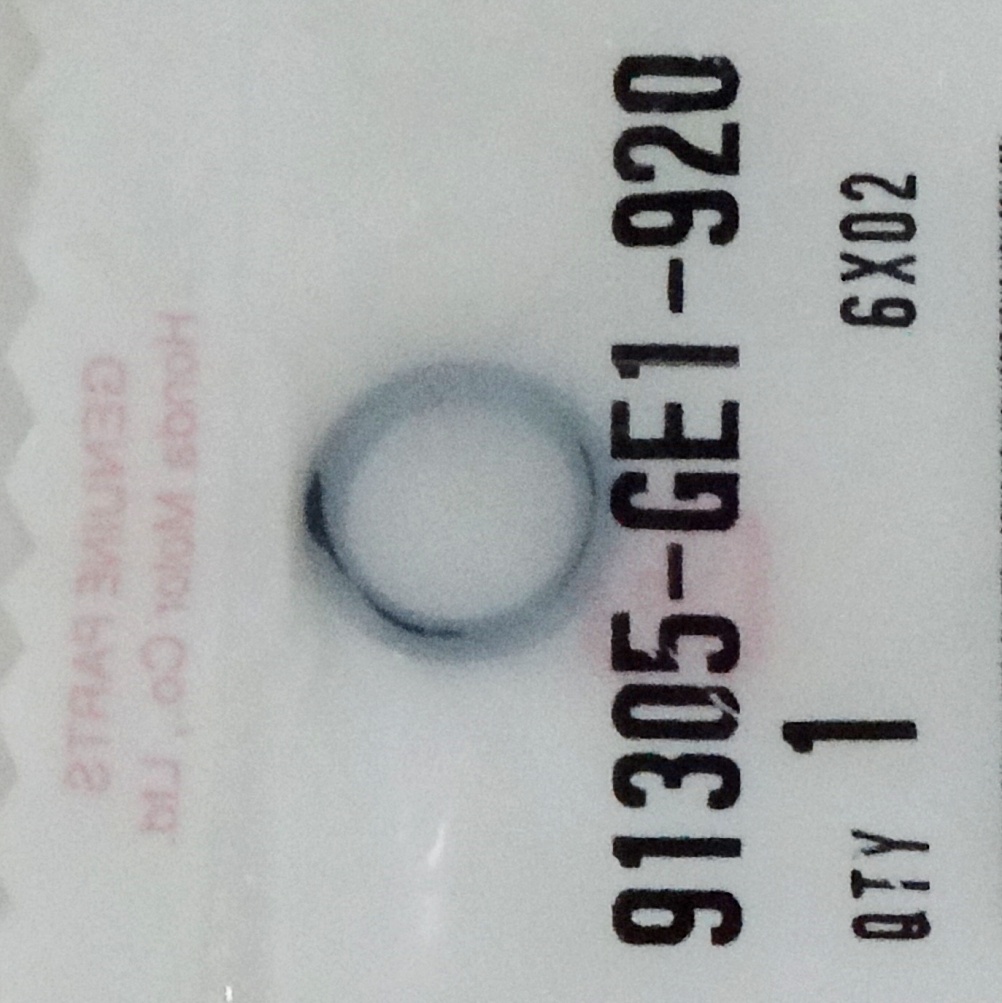 91305-GE1-920
QTY 1 6X02
Honda Motor Co., Ltd.
GENUINE PARTS